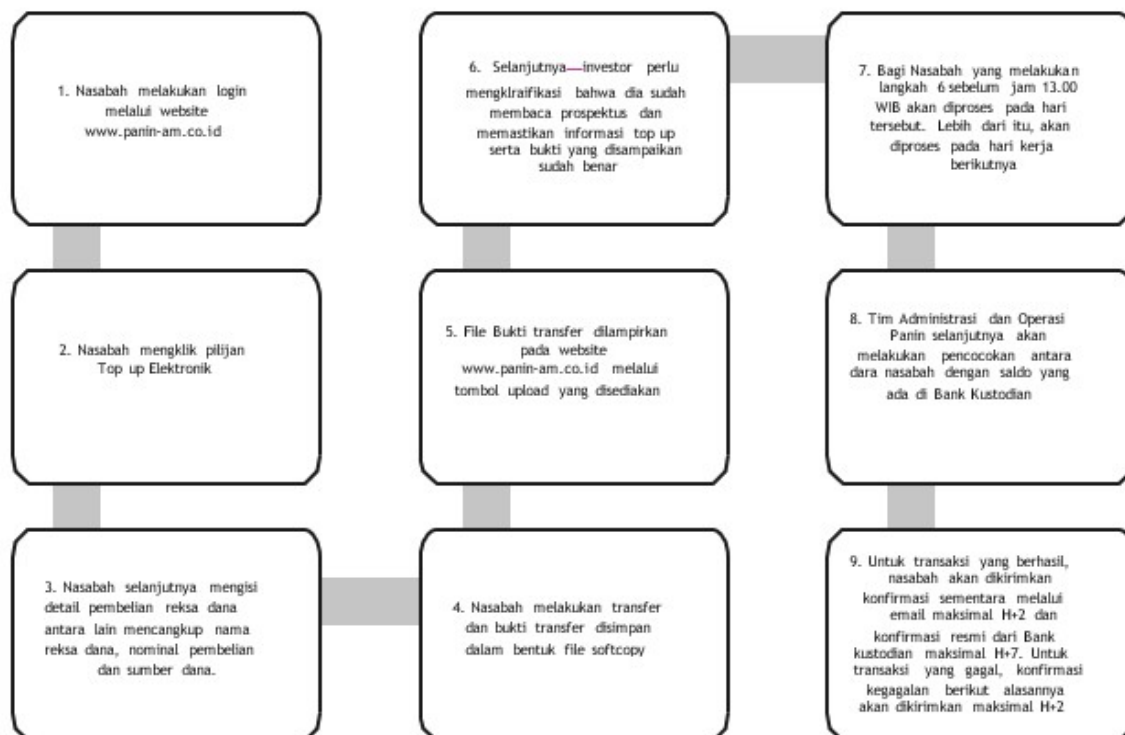 1. Nasabah melakukan login
melalui website
www.panin-am.co.id
2. Nasabah mengklik pilijan
Top up Elektronik
3. Nasabah selanjutnya mengisi
detail pembelian reksa dana
antara lain mencangkup nama
reksa dana, nominal pembelian
dan sumber dana.
4. Nasabah melakukan transfer
dan bukti transfer disimpan
dalam bentuk file softcopy
5. File Bukti transfer dilampirkan
pada website
www.panin-am.co.id melalui
tombol upload yang disediakan
6. Selanjutnya—investor perlu
mengklraifikasi bahwa dia sudah
membaca prospektus dan
memastikan informasi top up
serta bukti yang disampaikan
sudah benar
7. Bagi Nasabah yang melakukan
langkah 6 sebelum jam 13.00
WIB akan diproses pada hari
tersebut. Lebih dari itu, akan
diproses pada hari kerja
berikutnya
8. Tim Administrasi dan Operasi
Panin selanjutnya akan
melakukan pencocokan antara
dara nasabah dengan saldo yang
ada di Bank Kustodian
9. Untuk transaksi yang berhasil,
nasabah akan dikirimkan
konfirmasi sementara melalui
email maksimal H+2 dan
konfirmasi resmi dari Bank
kustodian maksimal H+7. Untuk
transaksi yang gagal, konfirmasi
kegagalan berikut alasannya
akan dikirimkan maksimal H+2